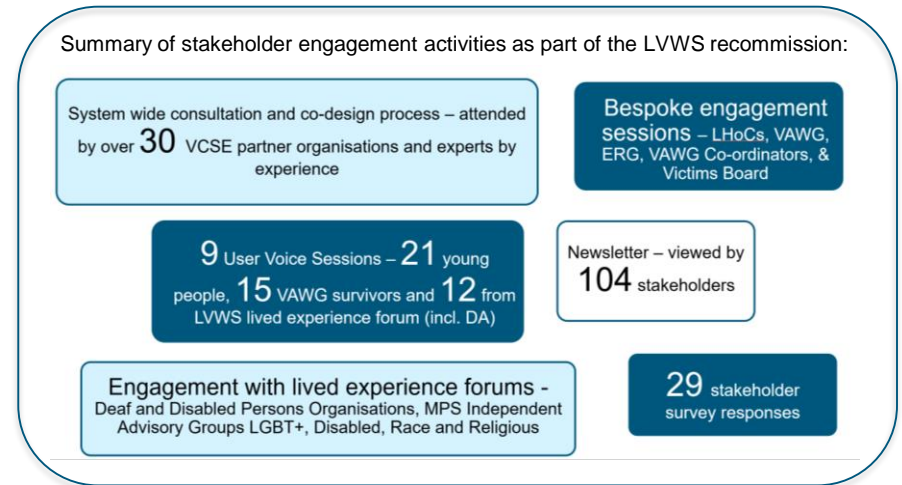 Summary of stakeholder engagement activities as part of the LVWS recommission:
System wide consultation and co-design process – attended
by over 30 VCSE partner organisations and experts by
experience
Bespoke engagement
sessions – LHoCs, VAWG,
ERG, VAWG Co-ordinators, &
Victims Board
9 User Voice Sessions – 21 young
people, 15 VAWG survivors and 12 from
LVWS lived experience forum (incl. DA)
Newsletter – viewed by
104 stakeholders
Engagement with lived experience forums -
Deaf and Disabled Persons Organisations, MPS Independent
Advisory Groups LGBT+, Disabled, Race and Religious
29 stakeholder
survey responses